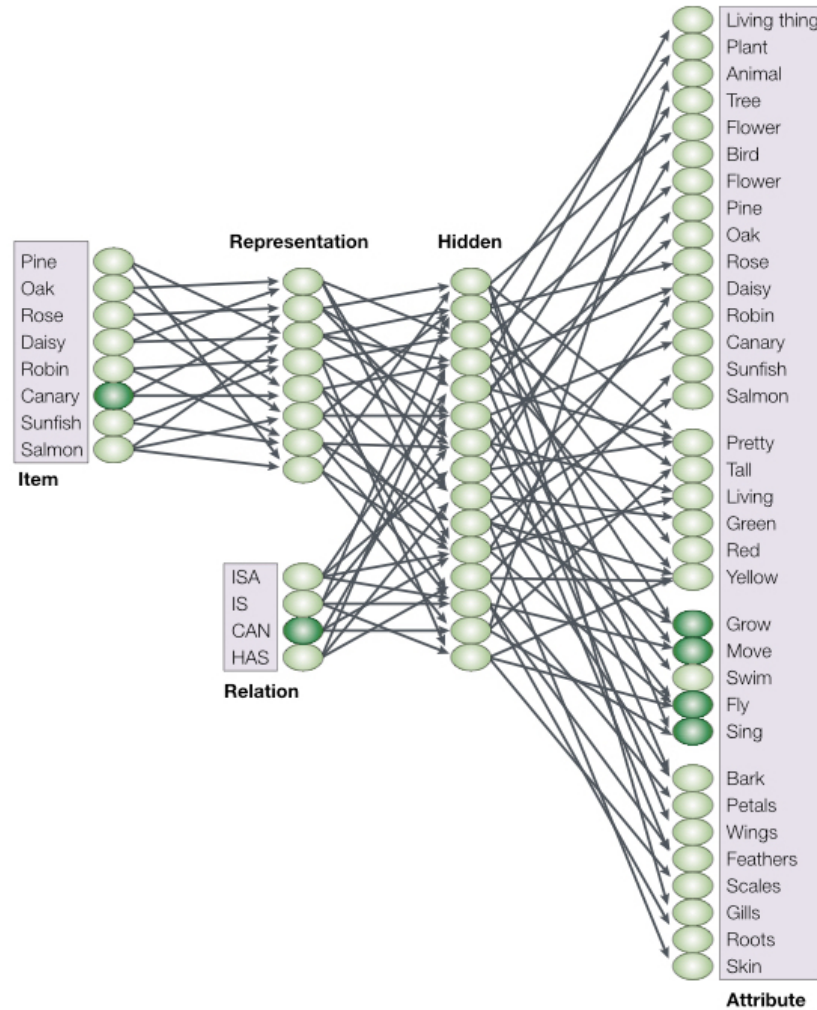 Representation
Hidden
Pine
Oak
Rose
Daisy
Robin
Canary
Sunfish
Salmon
Item
ISA
IS
CAN
HAS
Relation
Living thing
Plant
Animal
Tree
Flower
Bird
Flower
Pine
Oak
Rose
Daisy
Robin
Canary
Sunfish
Salmon
Pretty
Tall
Living
Green
Red
Yellow
Grow
Move
Swim
Fly
Sing
Bark
Petals
Wings
Feathers
Scales
Gills
Roots
Skin
Attribute